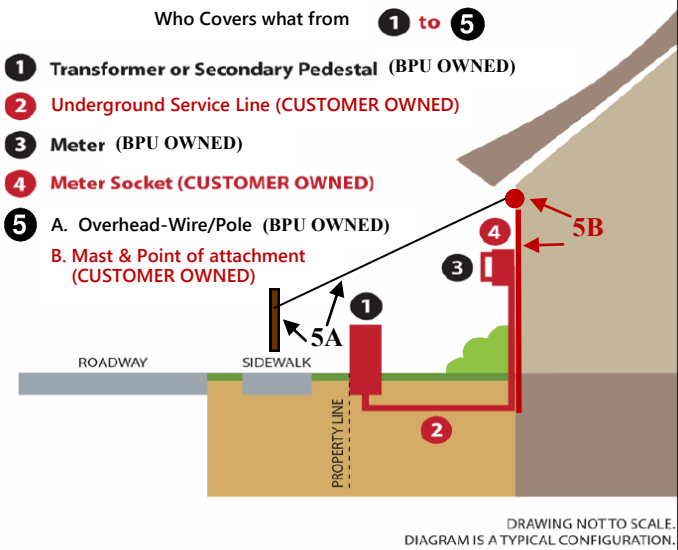 Who Covers what from 1 to 5
1 Transformer or Secondary Pedestal (BPU OWNED)
2 Underground Service Line (CUSTOMER OWNED)
3 Meter (BPU OWNED)
4 Meter Socket (CUSTOMER OWNED)
5 A. Overhead-Wire/Pole (BPU OWNED)
B. Mast & Point of attachment
(CUSTOMER OWNED)
4
5B
3
1
5A
ROADWAY
SIDEWALK
PROPERTY LINE
2
DRAWING NOT TO SCALE.
DIAGRAM IS A TYPICAL CONFIGURATION.